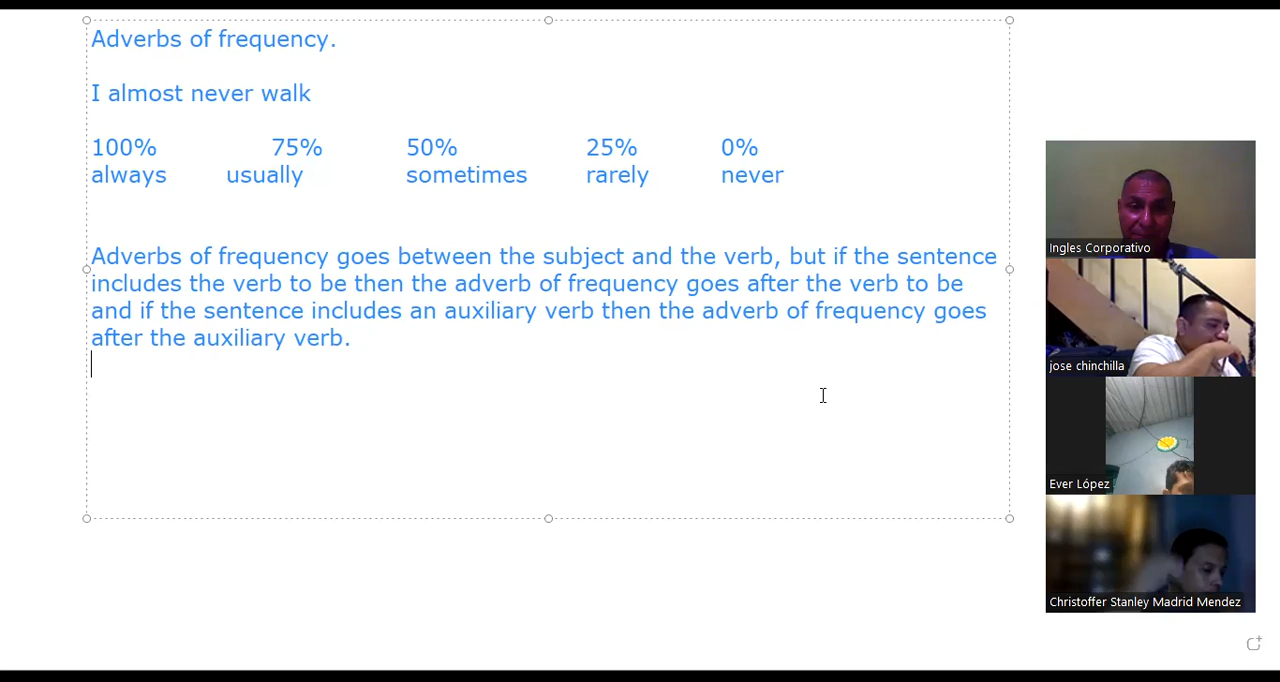 Adverbs of frequency.
I almost never walk
100% 75% 50% 25% 0%
always usually sometimes rarely never
Adverbs of frequency goes between the subject and the verb, but if the sentence
includes the verb to be then the adverb of frequency goes after the verb to be
and if the sentence includes an auxiliary verb then the adverb of frequency goes
after the auxiliary verb.
Ingles Corporativo
jose chinchilla
Ever López
Christoffer Stanley Madrid Mendez